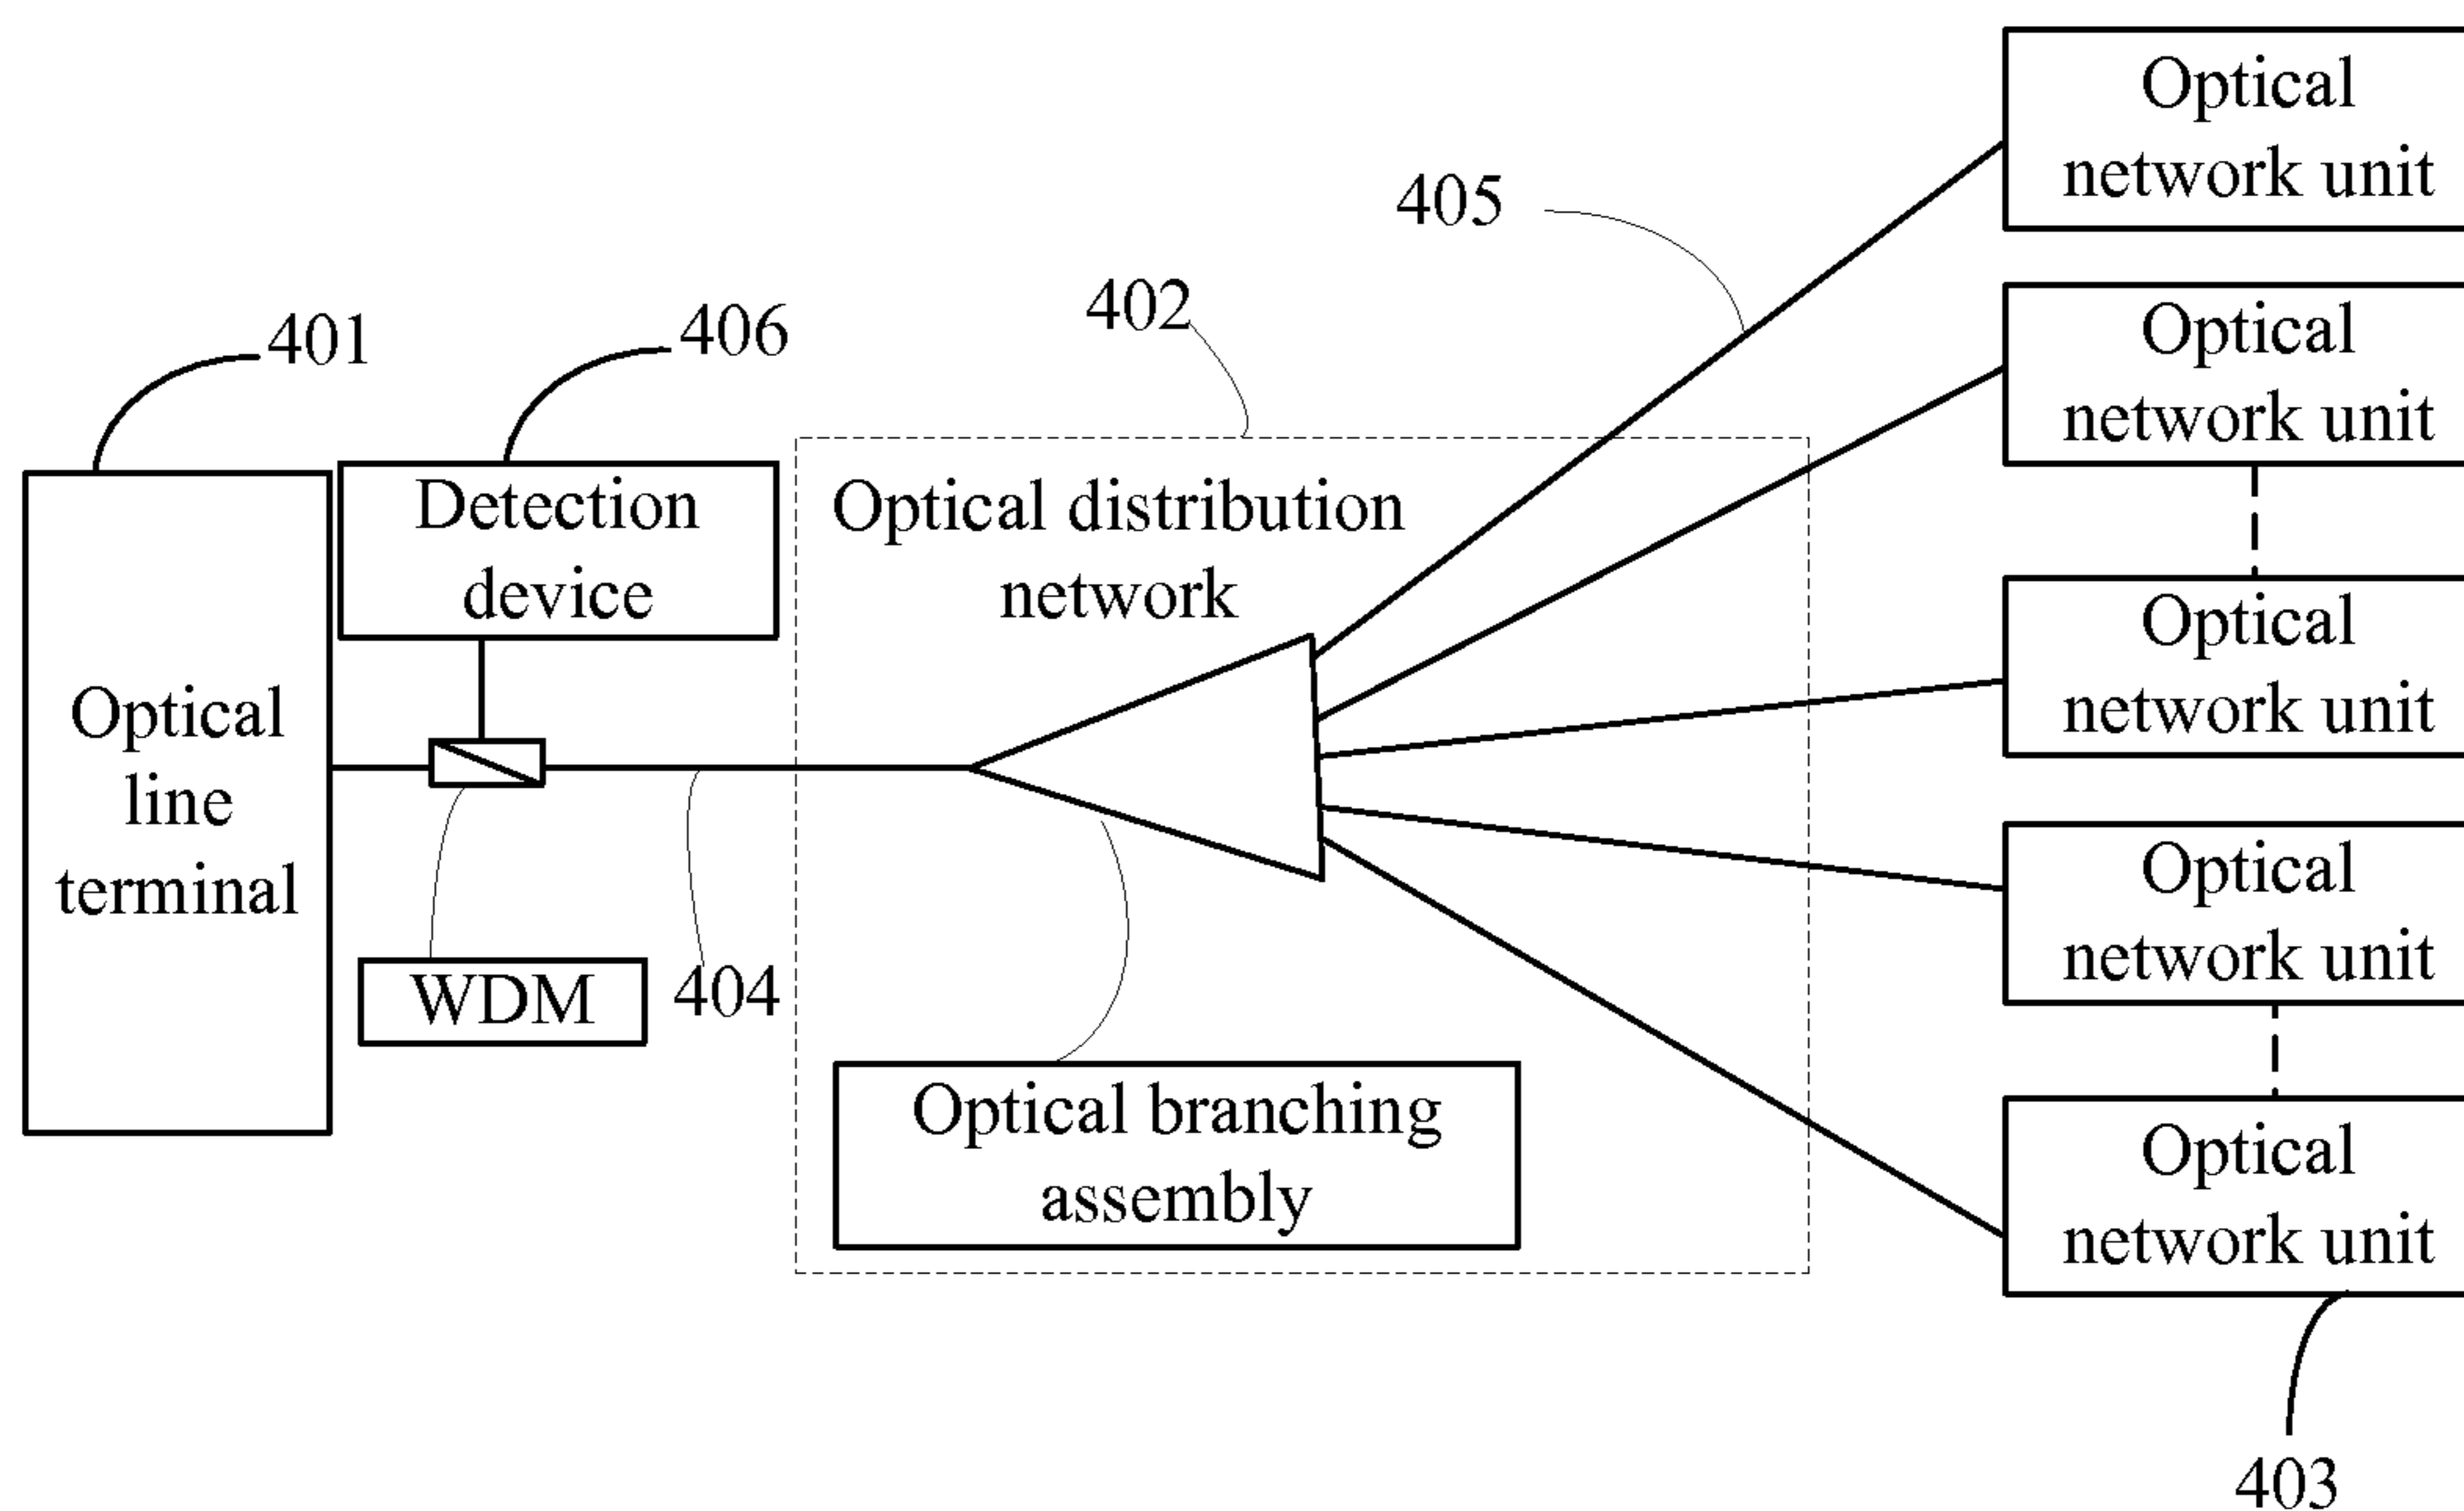 401
406
402
405
Optical
line
terminal
Detection
device
WDM
404
Optical distribution
network
Optical branching
assembly
Optical
network unit
Optical
network unit
Optical
network unit
Optical
network unit
Optical
network unit
403